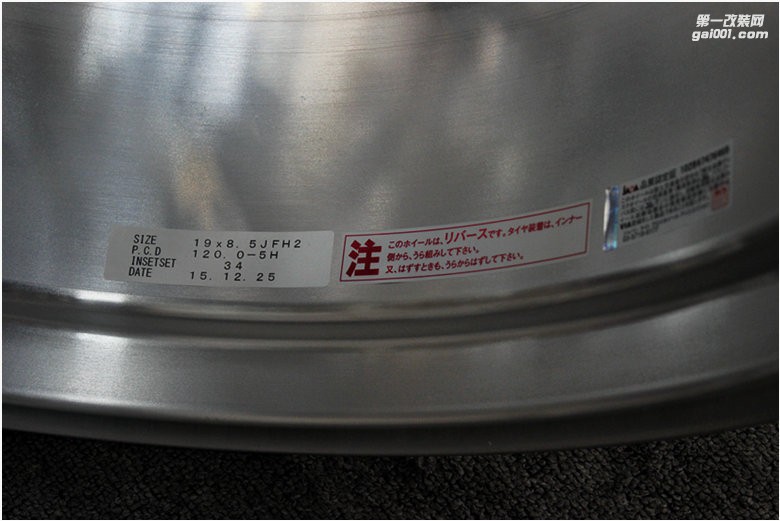 第一改装网
gai001.com
SIZE 19x8.5JFH2
P.C.D 120.0-5H
INSETSET 34
DATE 15.12.25
注
このホイールは、リバースです。タイヤ装着は、インナー
側から、うら組みして下さい。
又、はずすときも、うらからはずして下さい。